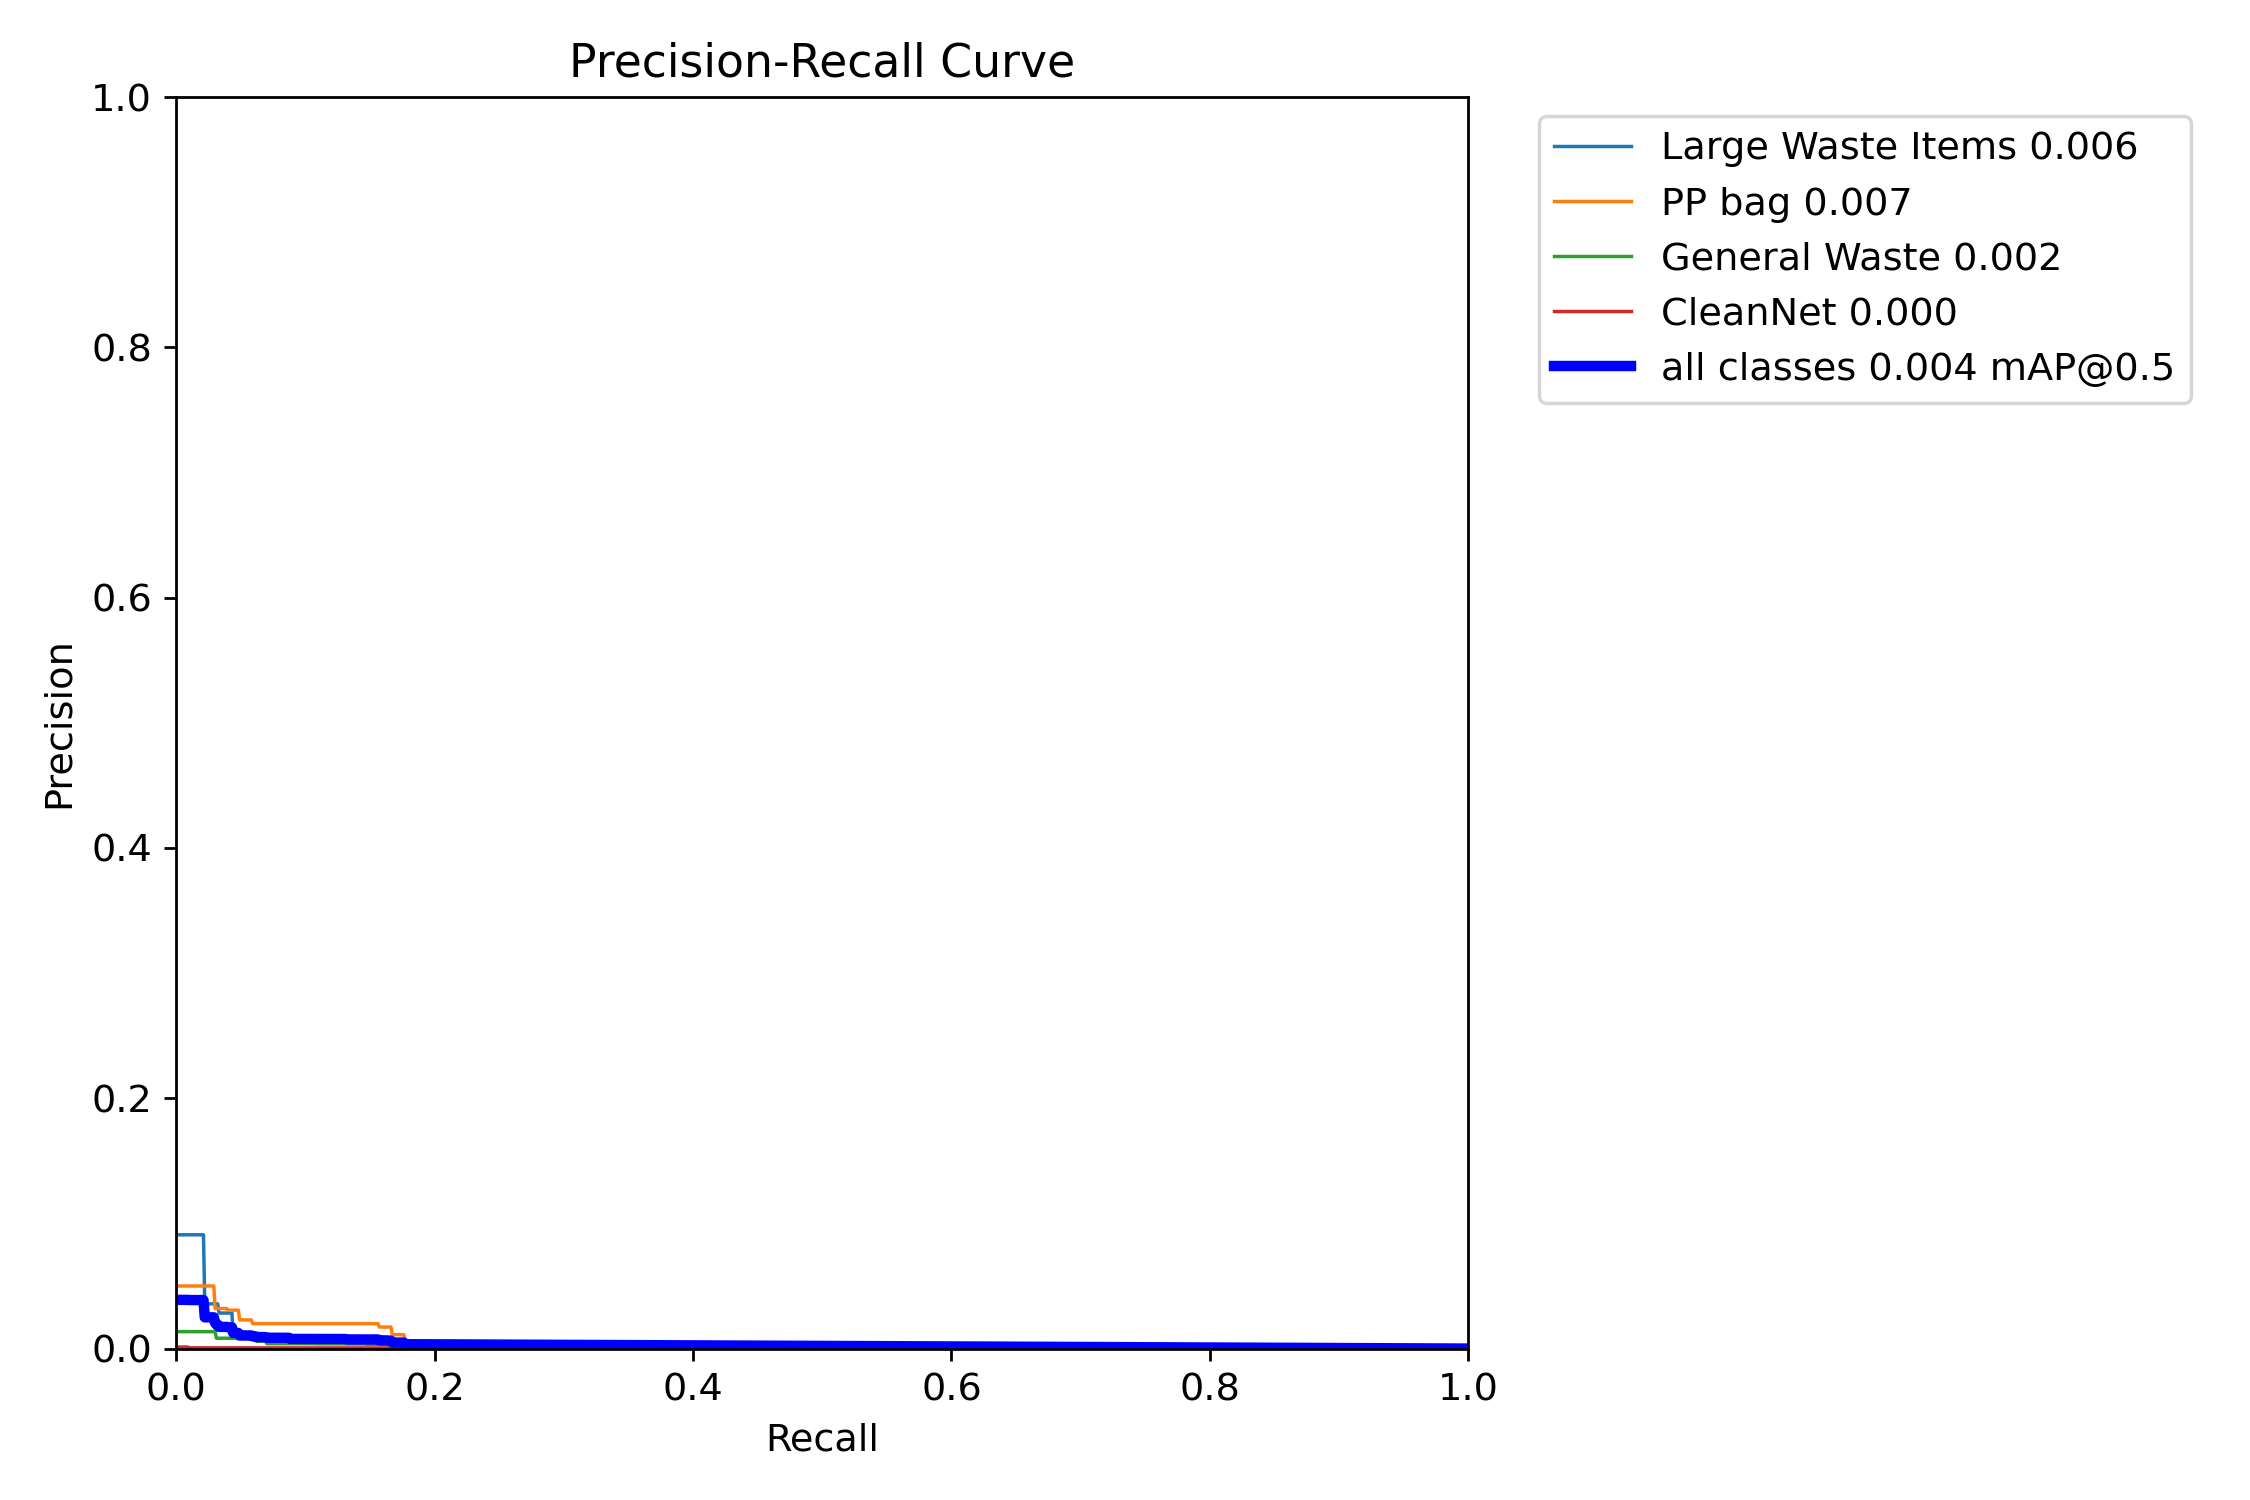 Precision-Recall Curve
1.0
0.8
0.6
0.4
0.2
0.0
Precision
0.0 0.2 0.4 0.6 0.8 1.0
Recall
Large Waste Items 0.006
PP bag 0.007
General Waste 0.002
CleanNet 0.000
all classes 0.004 mAP@0.5